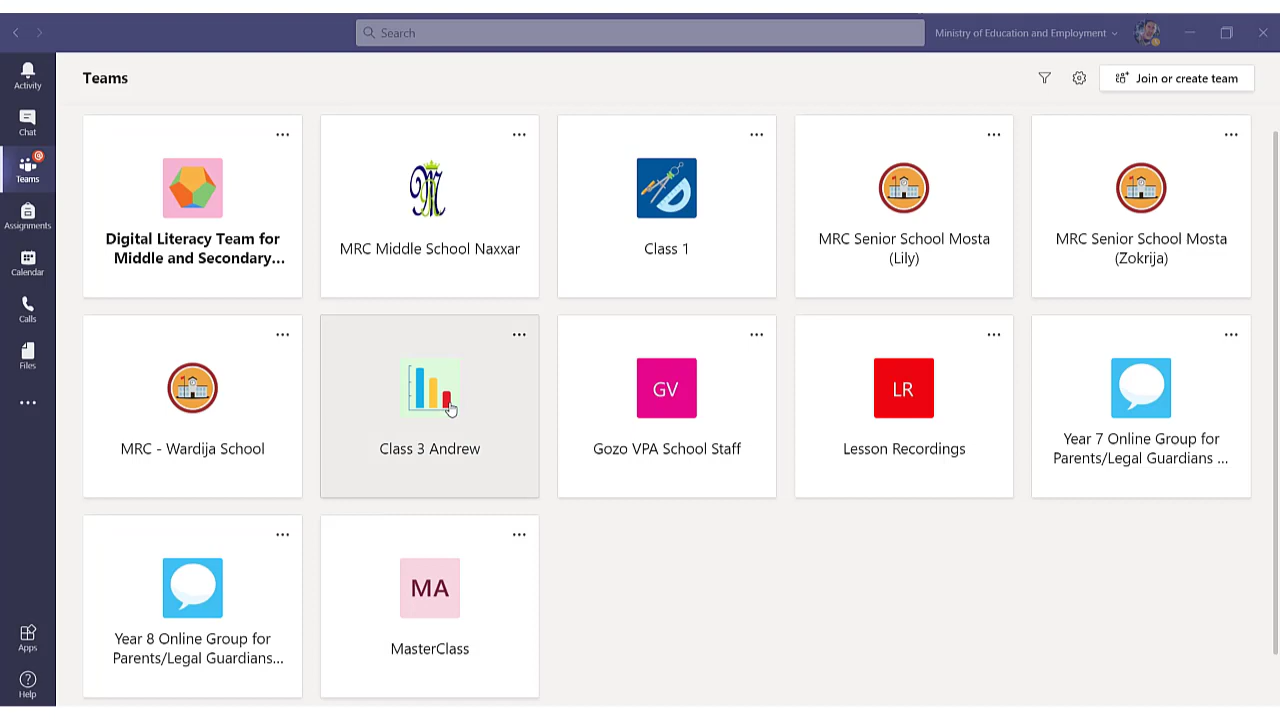 Search
Ministry of Education and Employment
Activity
Chat
Teams
Assignments
Calendar
Calls
Files
Apps
Help
Teams
Join or create team
Digital Literacy Team for
Middle and Secondary...
MRC Middle School Naxxar
Class 1
MRC Senior School Mosta
(Lily)
MRC Senior School Mosta
(Zokrija)
MRC - Wardija School
Class 3 Andrew
GV
Gozo VPA School Staff
LR
Lesson Recordings
Year 7 Online Group for
Parents/Legal Guardians ...
Year 8 Online Group for
Parents/Legal Guardians...
MA
MasterClass